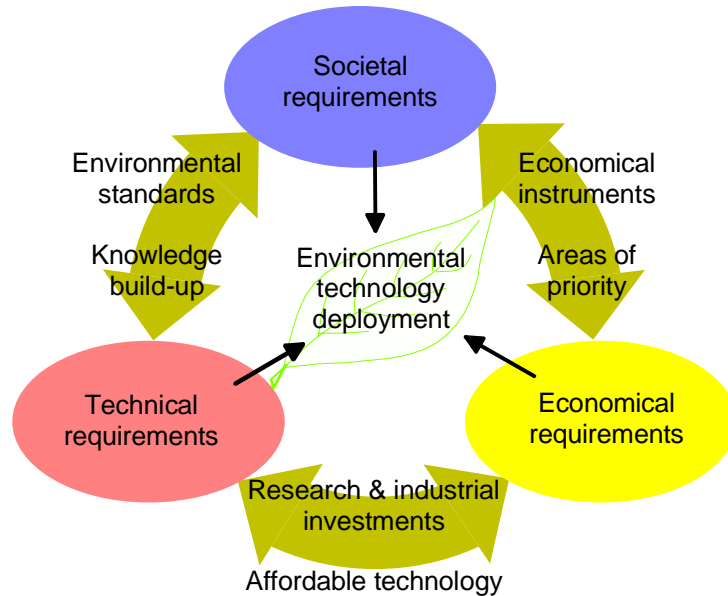 Societal
requirements
Environmental
standards
Economical
instruments
Knowledge
build-up
Environmental
technology
deployment
Areas of
priority
Technical
requirements
Economical
requirements
Research & industrial
investments
Affordable technology